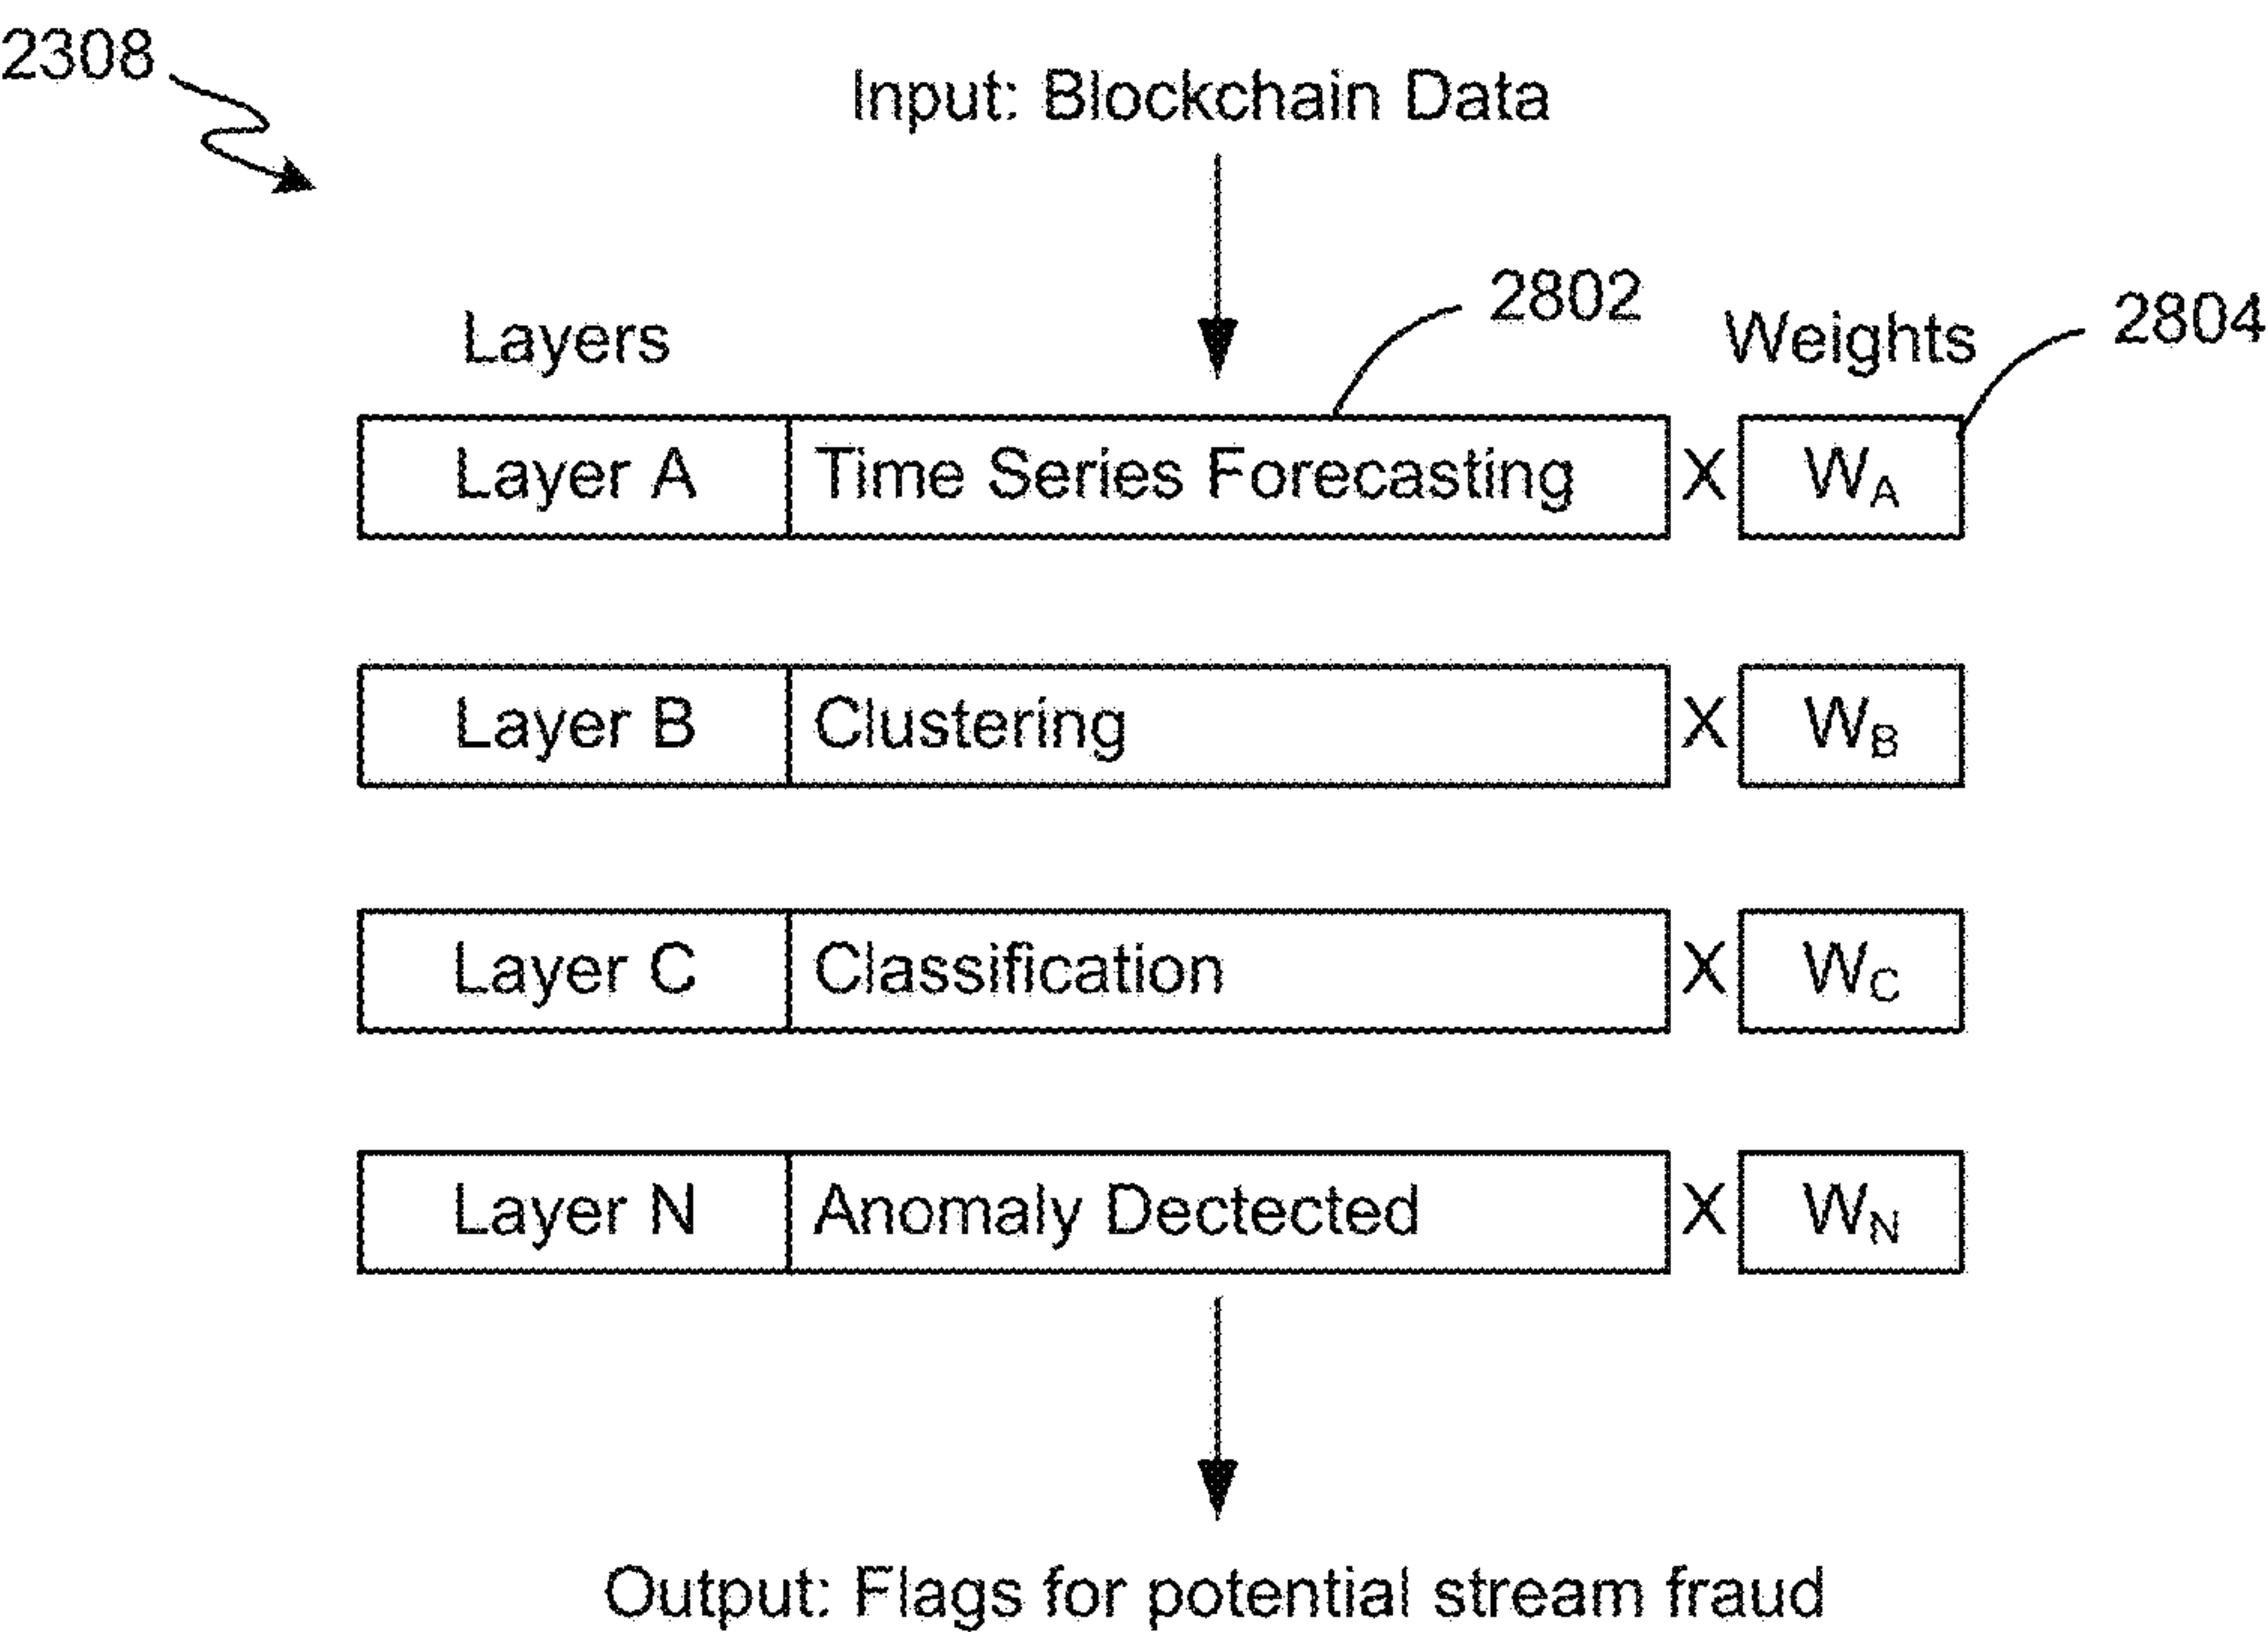 2308
Input: Blockchain Data
Layers
2802
Weights
2804
Layer A Time Series Forecasting X WA
Layer B Clustering X WB
Layer C Classification X WC
Layer N Anomaly Dectected X WN
Output: Flags for potential stream fraud